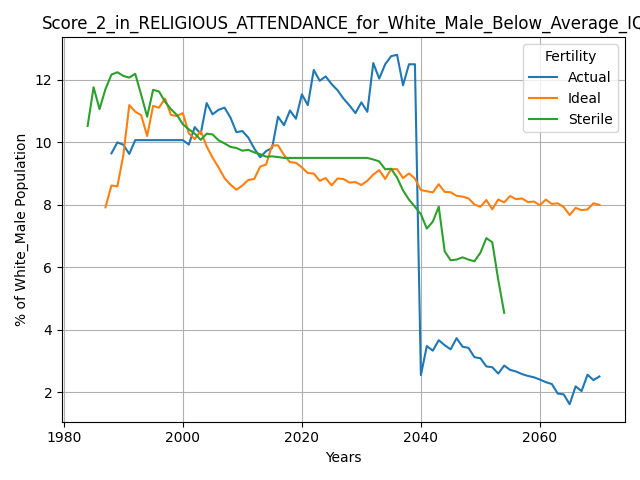 Score_2_in_RELIGIOUS_ATTENDANCE_for_White_Male_Below_Average_IQ
% of White_Male Population
12
10
8
6
4
2
Fertility
Actual
Ideal
Sterile
1980 2000 2020 2040 2060
Years